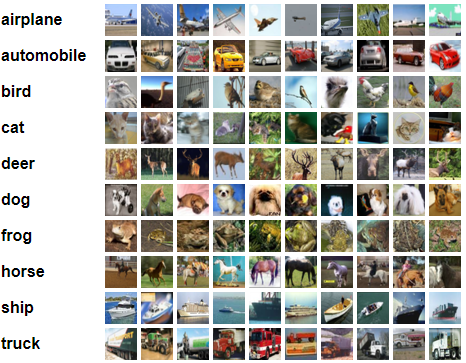 airplane
automobile
bird
cat
deer
dog
frog
horse
ship
truck